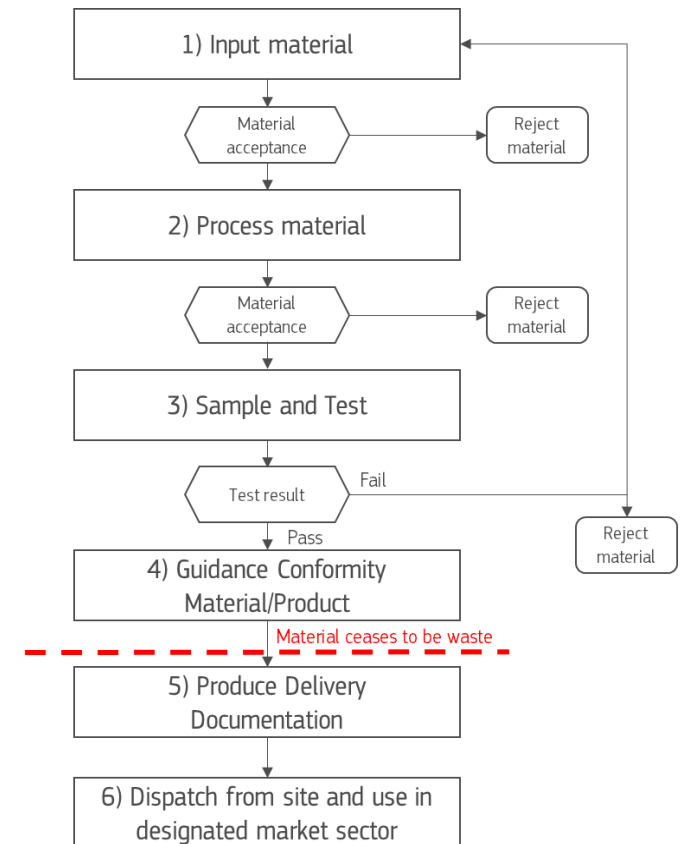 1) Input material
Material
acceptance
Reject
material
2) Process material
Material
acceptance
Reject
material
3) Sample and Test
Test result
Fail
Pass
Reject
material
4) Guidance Conformity
Material/Product
Material ceases to be waste
5) Produce Delivery
Documentation
6) Dispatch from site and use in
designated market sector